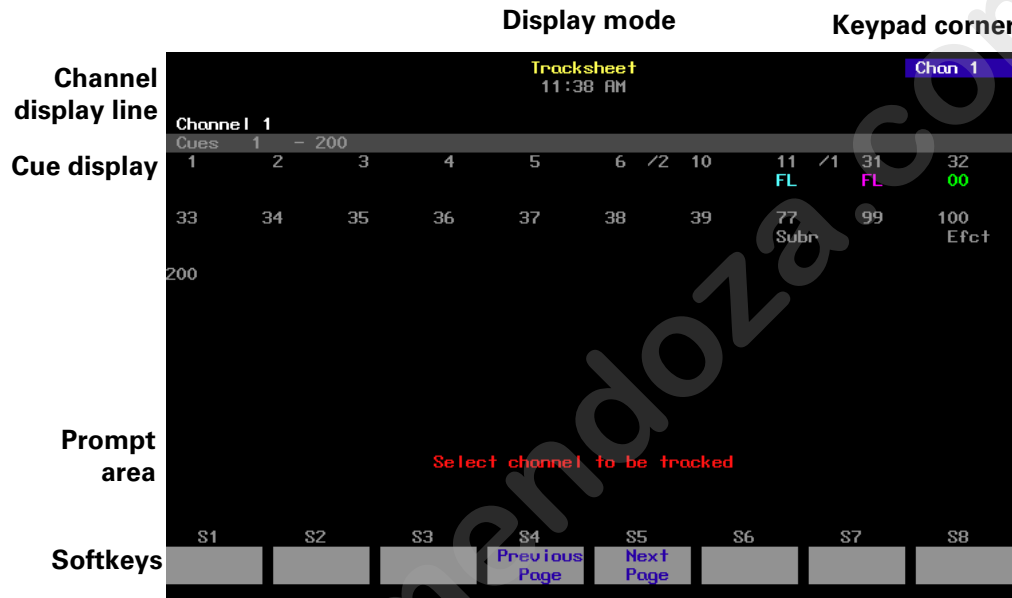 Display mode
Keypad corner
Channel display line
Tracksheet
Chan 1
11:38 AM
Channel 1
Cues 1 - 200
Cue display
1 2 3 4 5 6 /2 10 11 /1 31 32
FL FL 00
33 34 35 36 37 38 39 77 99 100
Subr Efct
200
Prompt area
Select channel to be tracked
S1 S2 S3 S4 S5 S6 S7 S8
Softkeys
Previous Page
Next Page
mendoza.com